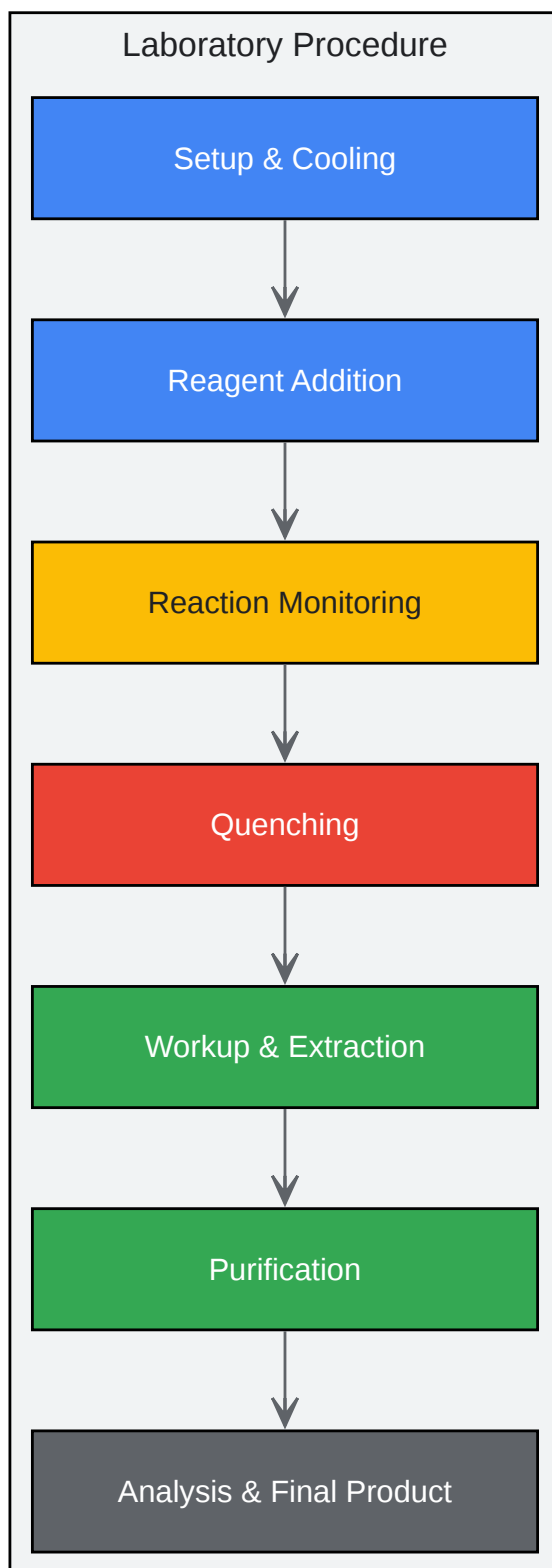 Laboratory Procedure
Setup & Cooling
Reagent Addition
Reaction Monitoring
Quenching
Workup & Extraction
Purification
Analysis & Final Product